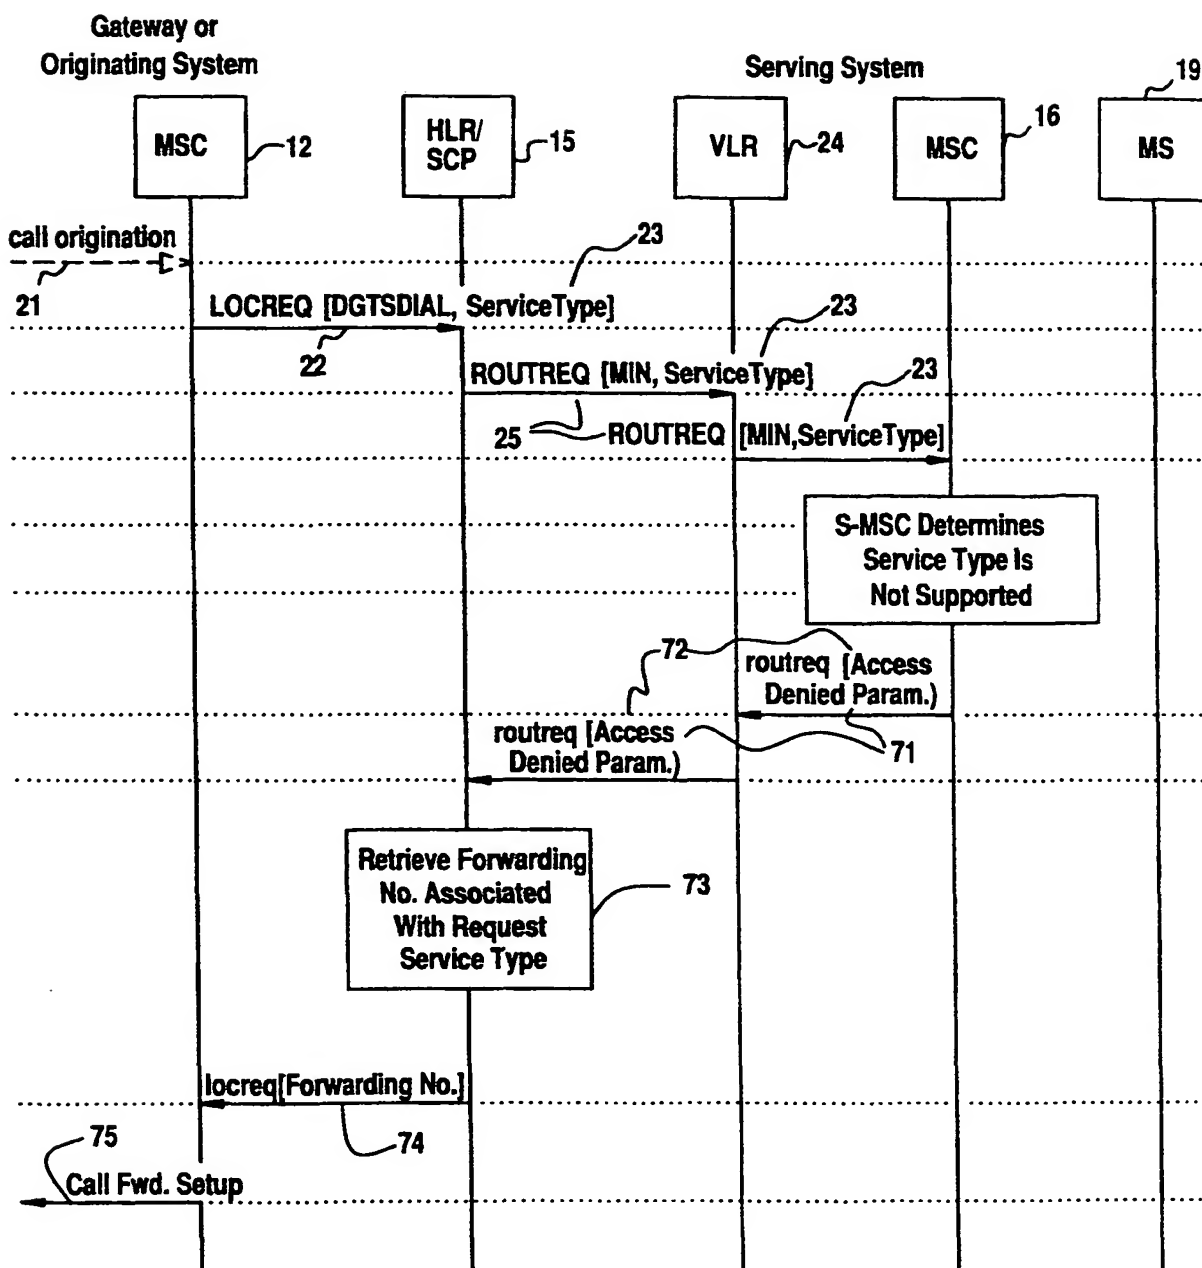 Gateway or
Originating System
Serving System
19
MSC
12
HLR/
SCP
15
VLR
24
MSC
16
MS
call origination
21
23
LOCREQ [DGTSDIAL, ServiceType]
22
23
ROUTREQ [MIN, ServiceType]
23
25
ROUTREQ [MIN,ServiceType]
S-MSC Determines
Service Type Is
Not Supported
72
routreq [Access
Denied Param.)
routreq [Access
Denied Param.)
71
Retrieve Forwarding
No. Associated
With Request
Service Type
73
locreq[Forwarding No.]
74
75
Call Fwd. Setup